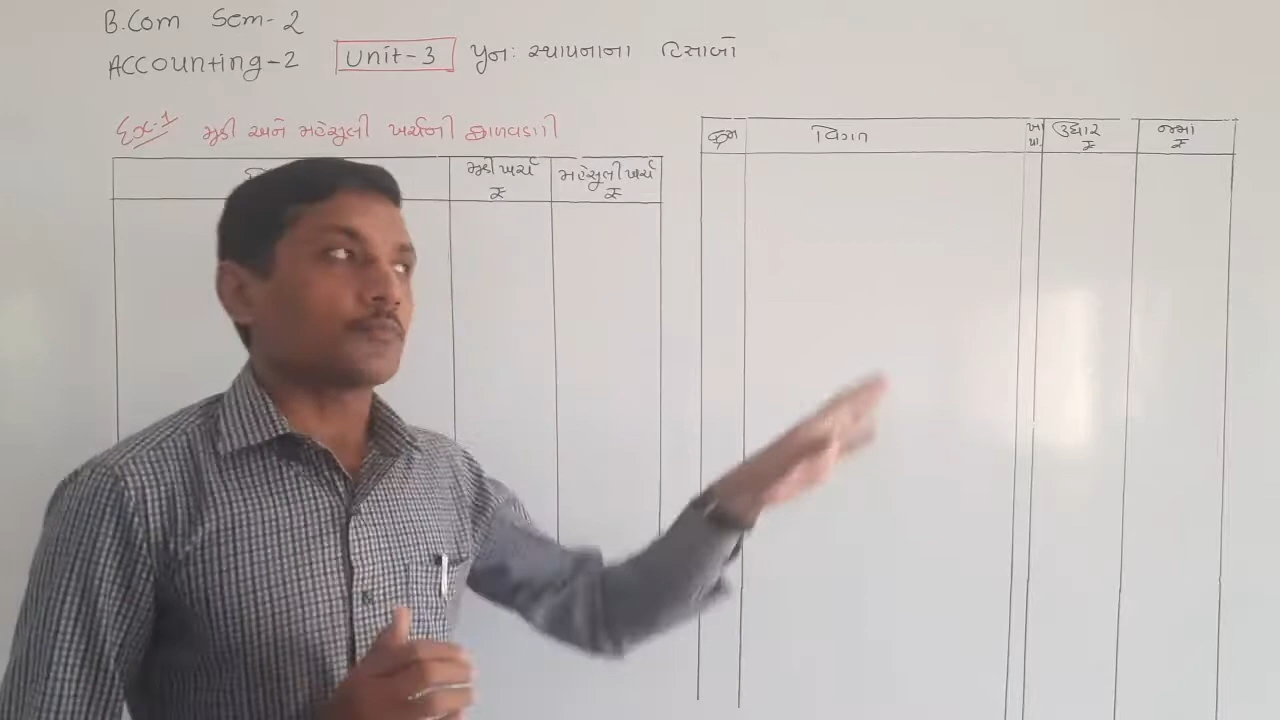 B.Com Sem-2
Accounting-2 Unit-3 પુન: સ્થાપનાના હિસાબો
Ex-1 મૂડી અને મહેસુલી ખર્ચની ફાળવણી
મૂડી ખર્ચ ₹ મહેસુલી ખર્ચ ₹
ક્રમ વિગત ખા. પા. ઉધાર ₹ જમા ₹